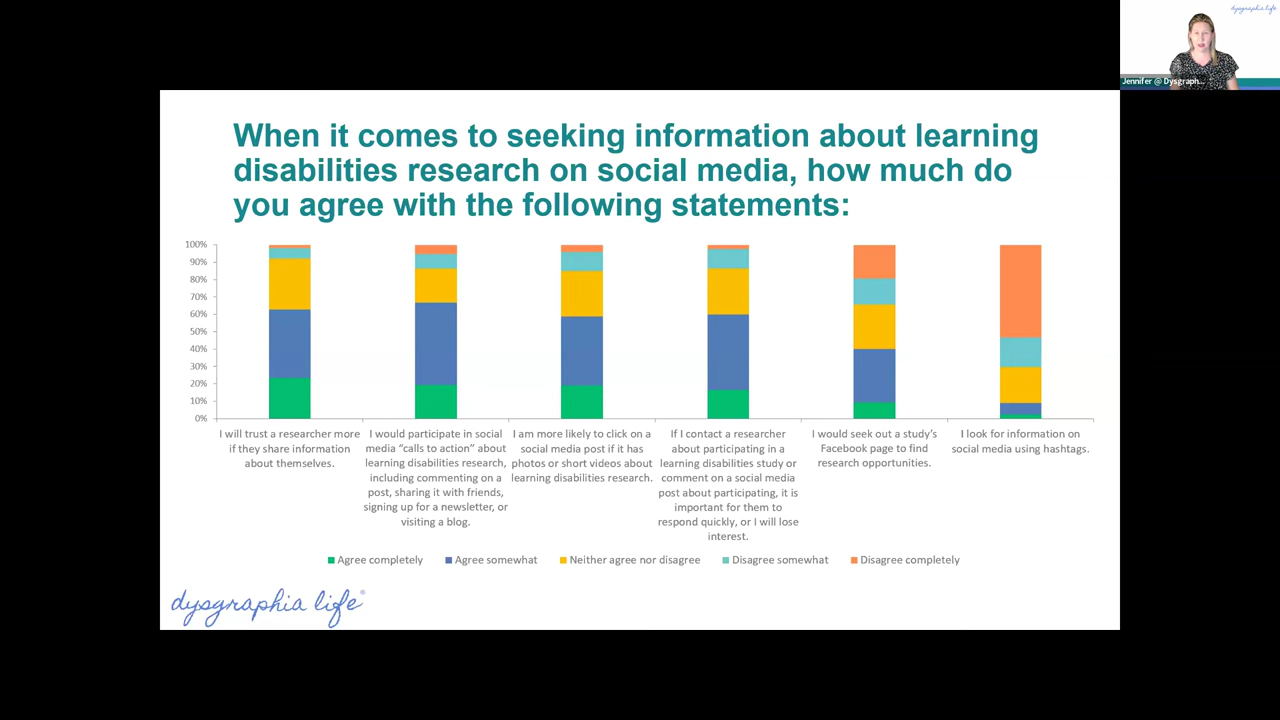 dysgraphia life
Jennifer @ Dysgraph...
When it comes to seeking information about learning
disabilities research on social media, how much do
you agree with the following statements:
100%
90%
80%
70%
60%
50%
40%
30%
20%
10%
0%
I will trust a researcher more
if they share information
about themselves.
I would participate in social
media “calls to action” about
learning disabilities research,
including commenting on a
post, sharing it with friends,
signing up for a newsletter, or
visiting a blog.
I am more likely to click on a
social media post if it has
photos or short videos about
learning disabilities research.
If I contact a researcher
about participating in a
learning disabilities study or
comment on a social media
post about participating, it is
important for them to
respond quickly, or I will lose
interest.
I would seek out a study’s
Facebook page to find
research opportunities.
I look for information on
social media using hashtags.
Agree completely
Agree somewhat
Neither agree nor disagree
Disagree somewhat
Disagree completely
dysgraphia life®